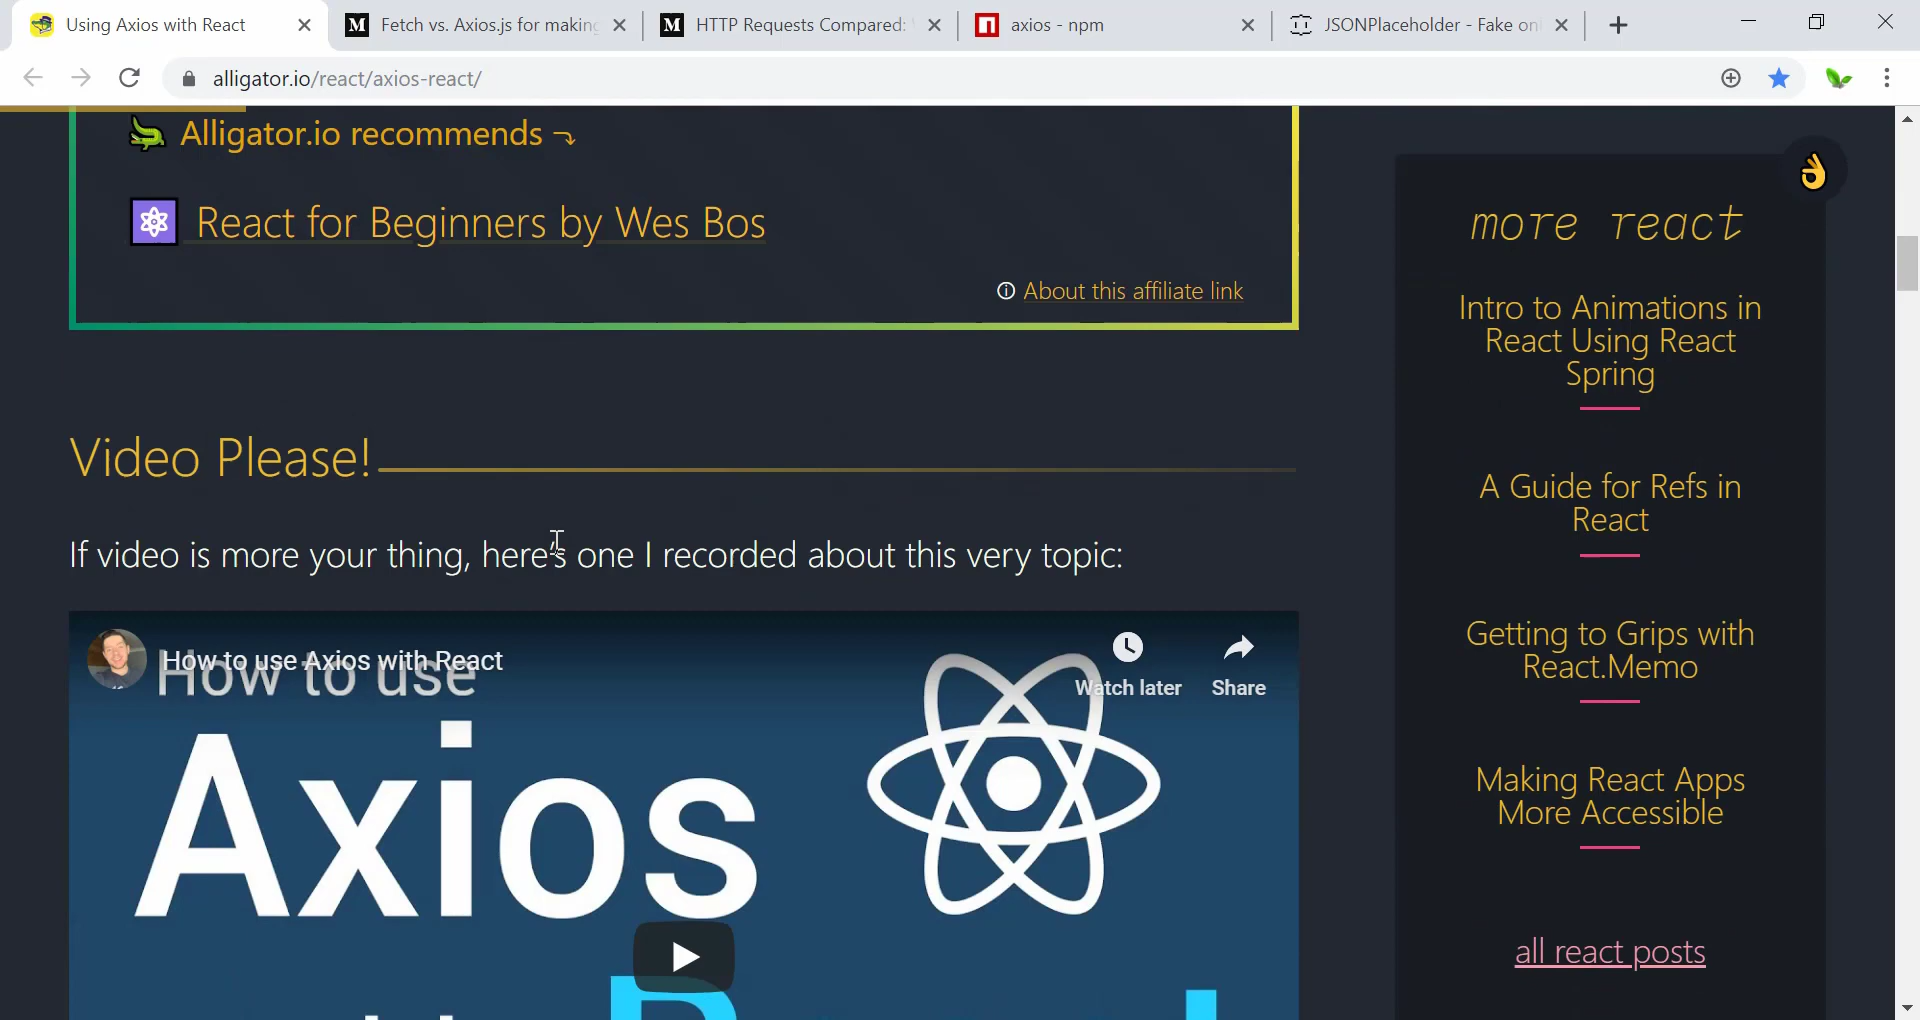 Using Axios with React
Fetch vs. Axios.js for making
HTTP Requests Compared:
axios - npm
JSONPlaceholder - Fake onl
alligator.io/react/axios-react/
Alligator.io recommends
React for Beginners by Wes Bos
About this affiliate link
Video Please!
If video is more your thing, here's one I recorded about this very topic:
How to use Axios with React
Watch later
Share
How to use
Axios
more react
Intro to Animations in
React Using React
Spring
A Guide for Refs in
React
Getting to Grips with
React.Memo
Making React Apps
More Accessible
all react posts